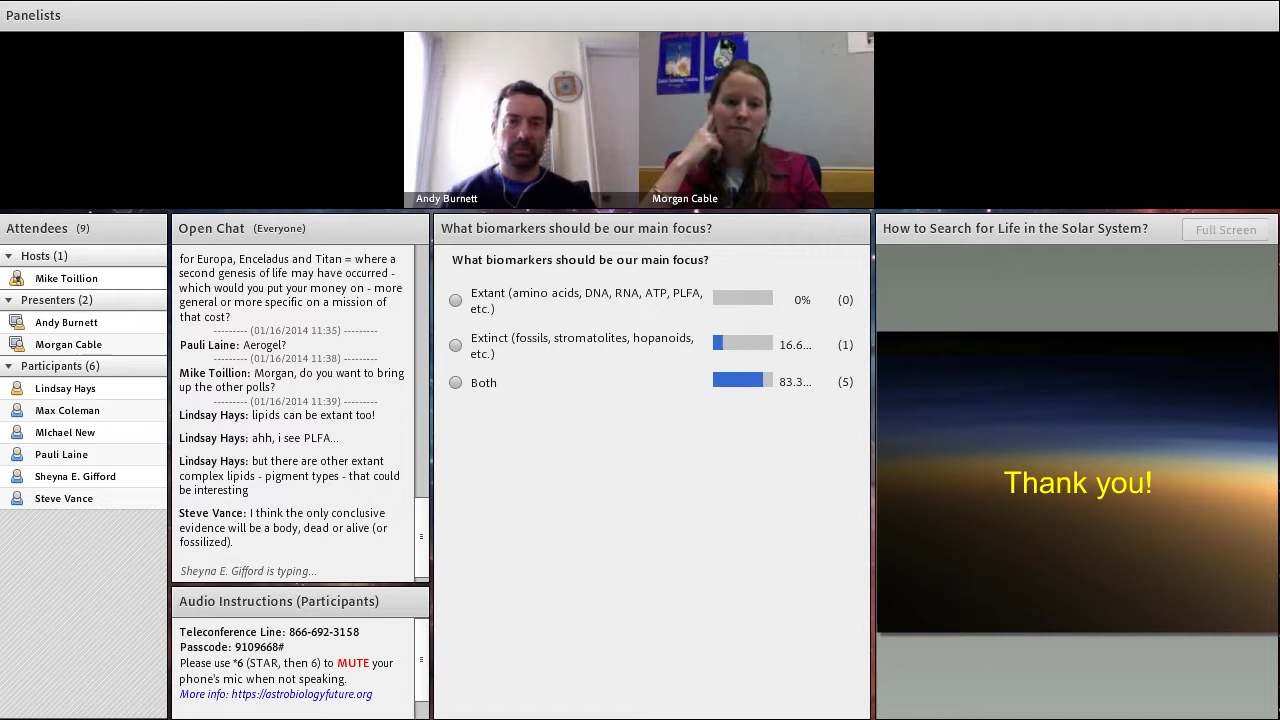 Panelists
Andy Burnett
Morgan Cable
Attendees (9)
Hosts (1)
Mike Toillion
Presenters (2)
Andy Burnett
Morgan Cable
Participants (6)
Lindsay Hays
Max Coleman
MIchael New
Pauli Laine
Sheyna E. Gifford
Steve Vance
Open Chat (Everyone)
for Europa, Enceladus and Titan = where a
second genesis of life may have occurred -
which would you put your money on - more
general or more specific on a mission of
that cost?
--------- (01/16/2014 11:35) ---------
Pauli Laine: Aerogel?
--------- (01/16/2014 11:38) ---------
Mike Toillion: Morgan, do you want to bring
up the other polls?
--------- (01/16/2014 11:39) ---------
Lindsay Hays: lipids can be extant too!
Lindsay Hays: ahh, i see PLFA...
Lindsay Hays: but there are other extant
complex lipids - pigment types - that could
be interesting
Steve Vance: I think the only conclusive
evidence will be a body, dead or alive (or
fossilized).
Sheyna E. Gifford is typing...
Audio Instructions (Participants)
Teleconference Line: 866-692-3158
Passcode: 9109668#
Please use *6 (STAR, then 6) to MUTE your
phone's mic when not speaking.
More info: https://astrobiologyfuture.org
What biomarkers should be our main focus?
What biomarkers should be our main focus?
Extant (amino acids, DNA, RNA, ATP, PLFA,
etc.)
0% (0)
Extinct (fossils, stromatolites, hopanoids,
etc.)
16.6... (1)
Both
83.3... (5)
How to Search for Life in the Solar System?
Full Screen
Thank you!